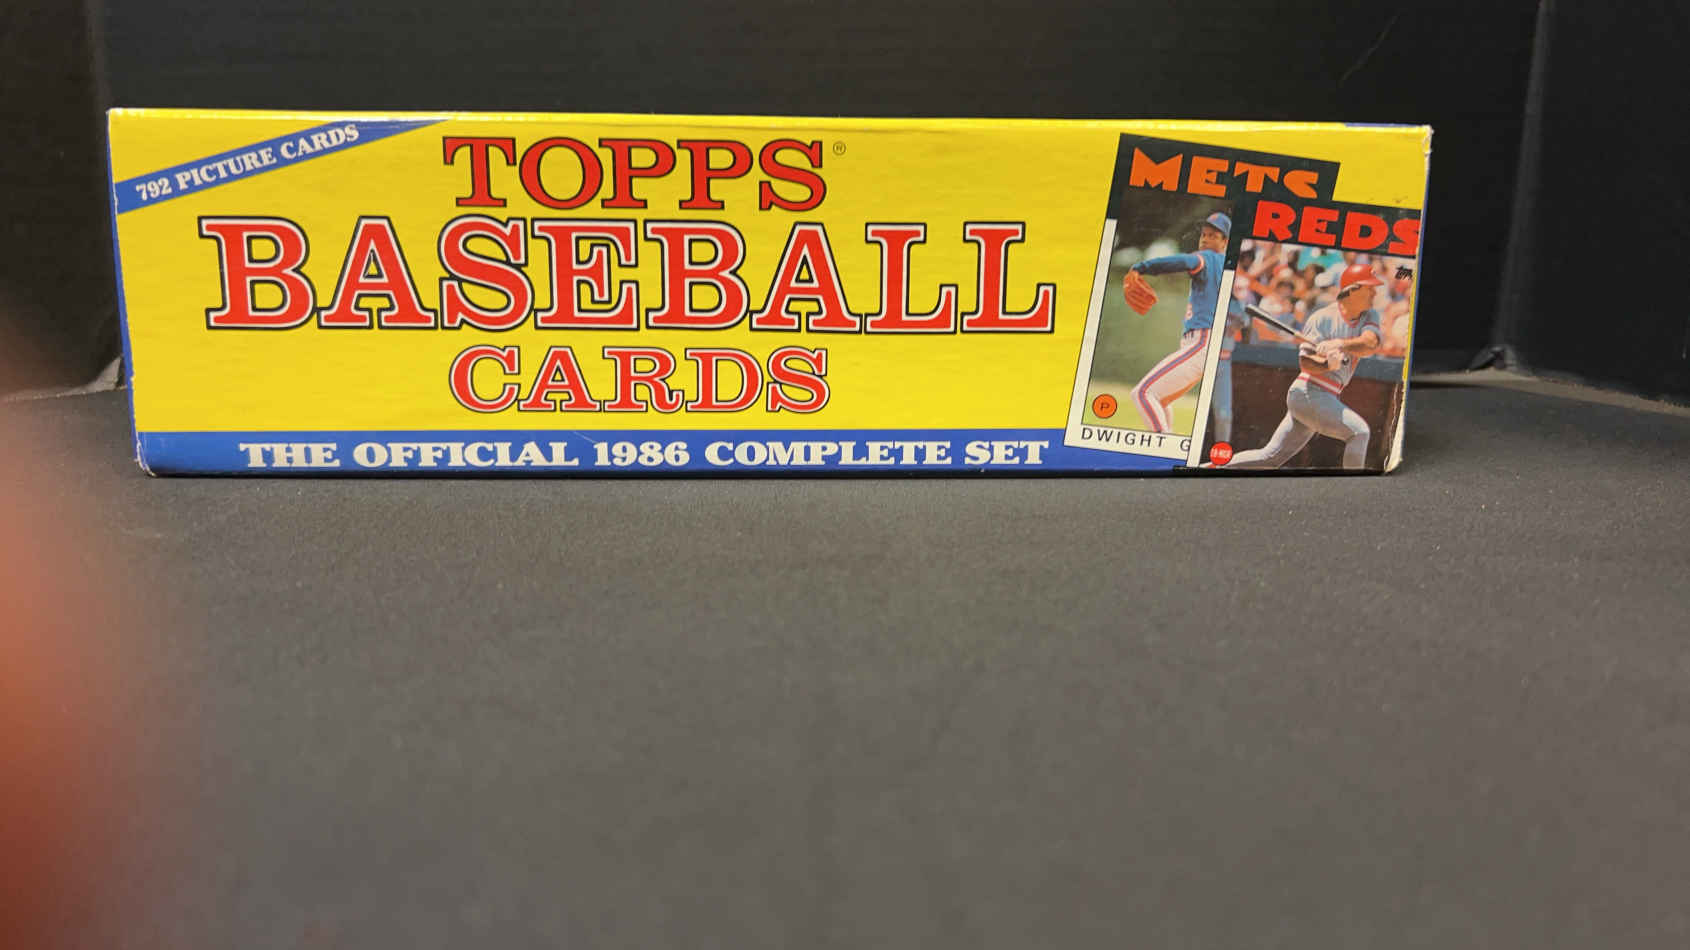 792 PICTURE CARDS
TOPPS®
BASEBALL
CARDS
THE OFFICIAL 1986 COMPLETE SET
METS
REDS
P
DWIGHT G